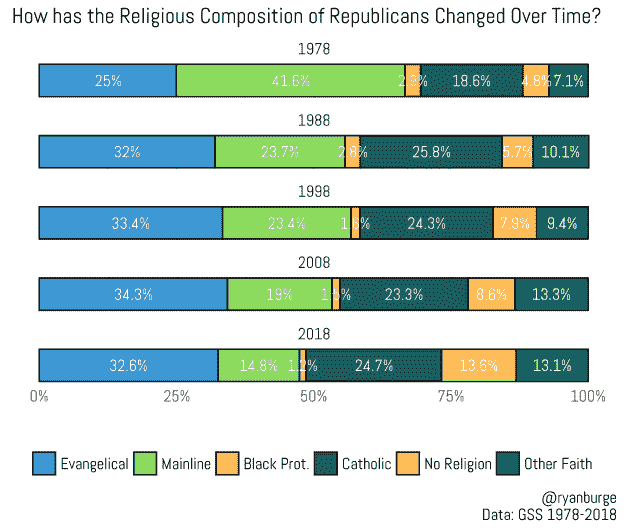 How has the Religious Composition of Republicans Changed Over Time?
1978
25% 41.6% 2.9% 18.6% 4.8% 7.1%
1988
32% 23.7% 2.8% 25.8% 5.7% 10.1%
1998
33.4% 23.4% 1.6% 24.3% 7.9% 9.4%
2008
34.3% 19% 1.5% 23.3% 8.6% 13.3%
2018
32.6% 14.8% 1.2% 24.7% 13.6% 13.1%
0% 25% 50% 75% 100%
Evangelical Mainline Black Prot. Catholic No Religion Other Faith
@ryanburge
Data: GSS 1978-2018